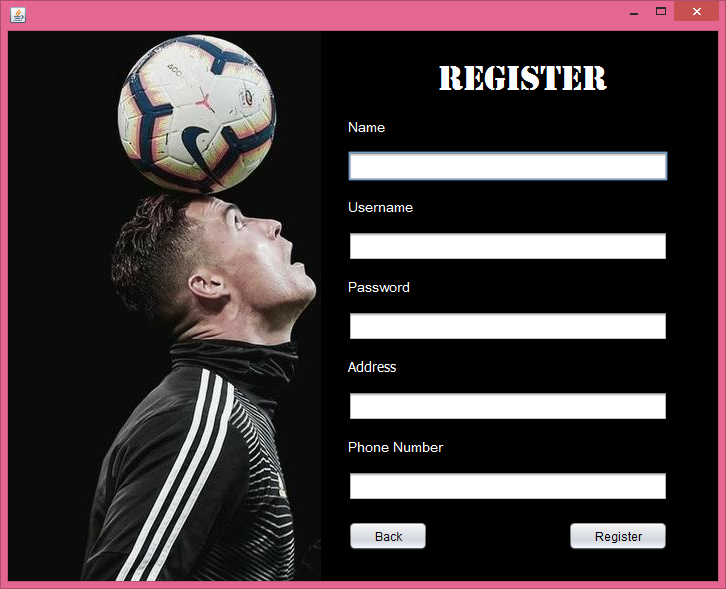 REGISTER
Name
Username
Password
Address
Phone Number
Back
Register